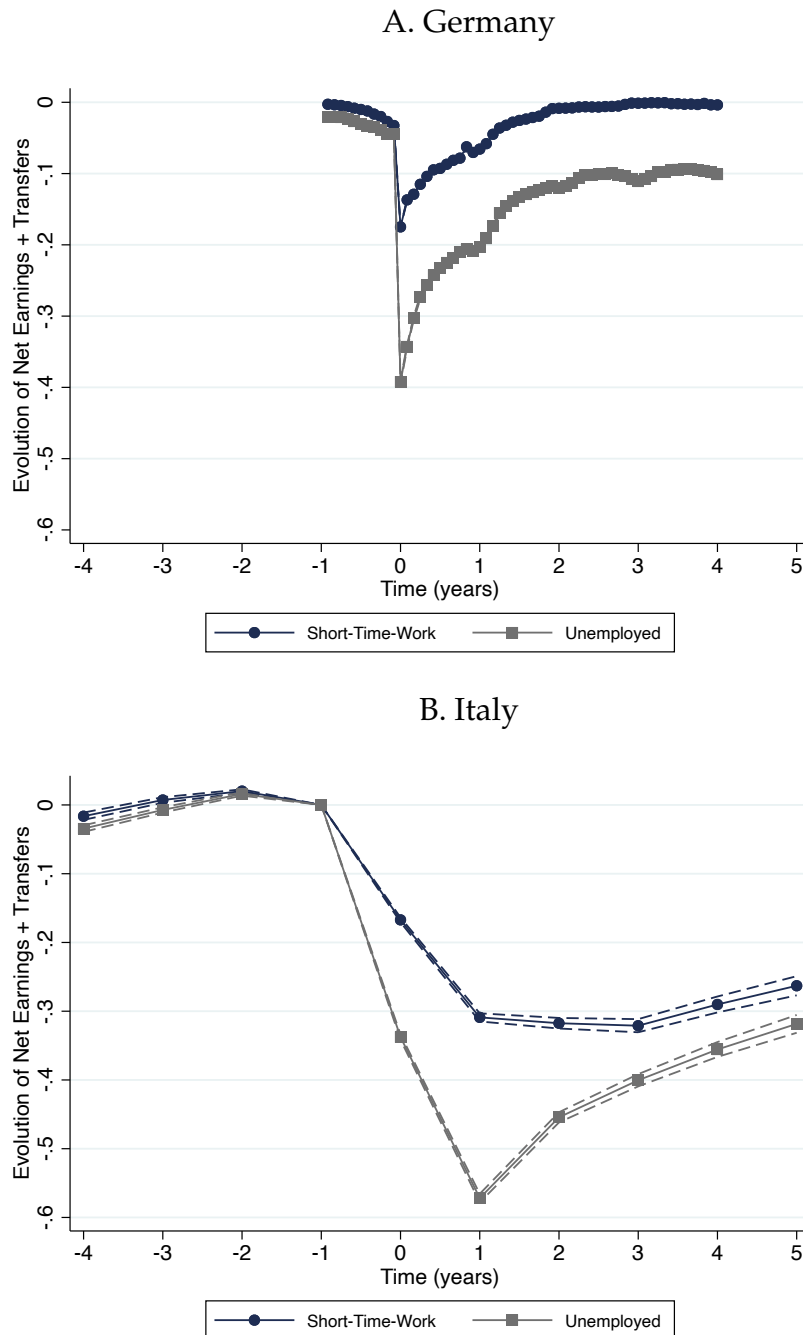 A. Germany
Evolution of Net Earnings + Transfers
0
-.1
-.2
-.3
-.4
-.5
-.6
-4 -3 -2 -1 0 1 2 3 4 5
Time (years)
Short-Time-Work Unemployed
B. Italy
Evolution of Net Earnings + Transfers
0
-.1
-.2
-.3
-.4
-.5
-.6
-4 -3 -2 -1 0 1 2 3 4 5
Time (years)
Short-Time-Work Unemployed